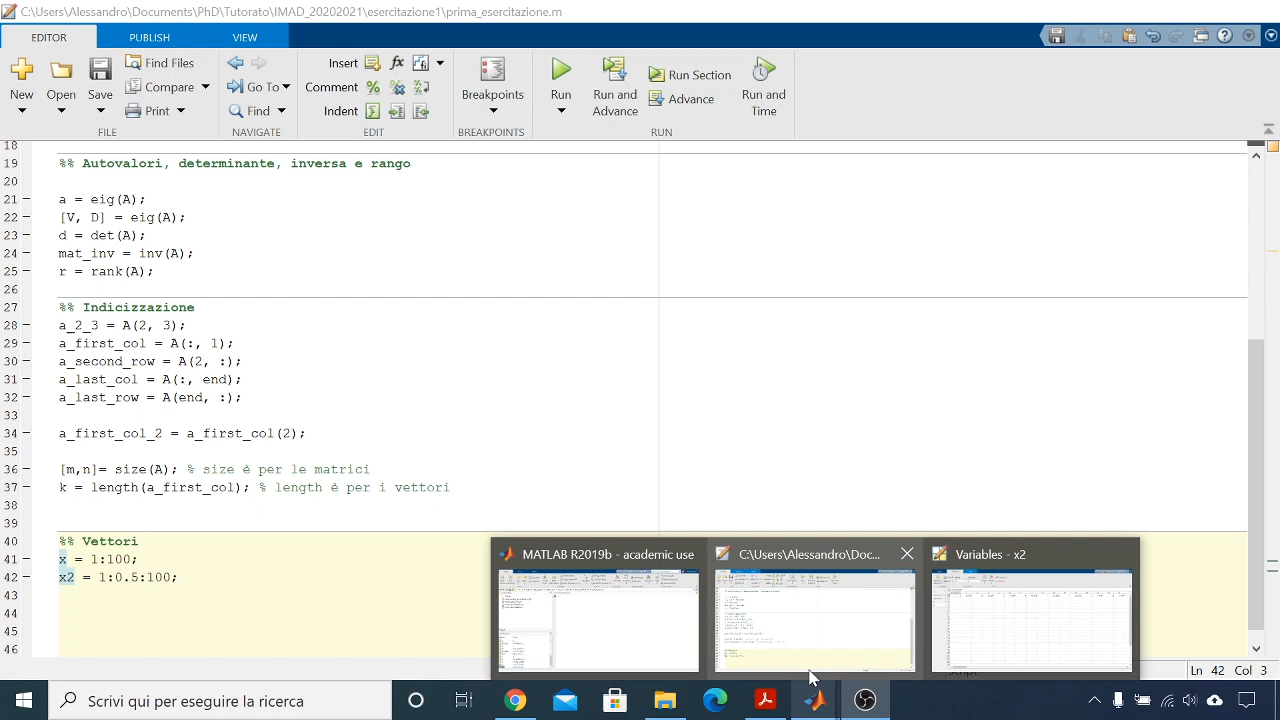 C:\Users\Alessandro\Documents\PhD\Tutorato\IMAD_20202021\esercitazione1\prima_esercitazione.m
EDITOR PUBLISH VIEW
New Open Save Find Files Compare Print
Go To Find
Insert fx
Comment
Indent
Breakpoints
Run Run and Advance Run Section Advance Run and Time
FILE NAVIGATE EDIT BREAKPOINTS RUN
18
19 %% Autovalori, determinante, inversa e rango
20
21 a = eig(A);
22 [V, D] = eig(A);
23 d = det(A);
24 mat_inv = inv(A);
25 r = rank(A);
26
27 %% Indicizzazione
28 a_2_3 = A(2, 3);
29 a_first_col = A(:, 1);
30 a_second_row = A(2, :);
31 a_last_col = A(:, end);
32 a_last_row = A(end, :);
33
34 a_first_col_2 = a_first_col(2);
35
36 [m,n]= size(A); % size è per le matrici
37 k = length(a_first_col); % length è per i vettori
38
39
40 %% Vettori
41 x = 1:100;
42 x2 = 1:0.5:100;
43
44
45
46
MATLAB R2019b - academic use
C:\Users\Alessandro\Doc...
Variables - x2
script
Ln 42 Col 3
Scrivi qui per eseguire la ricerca